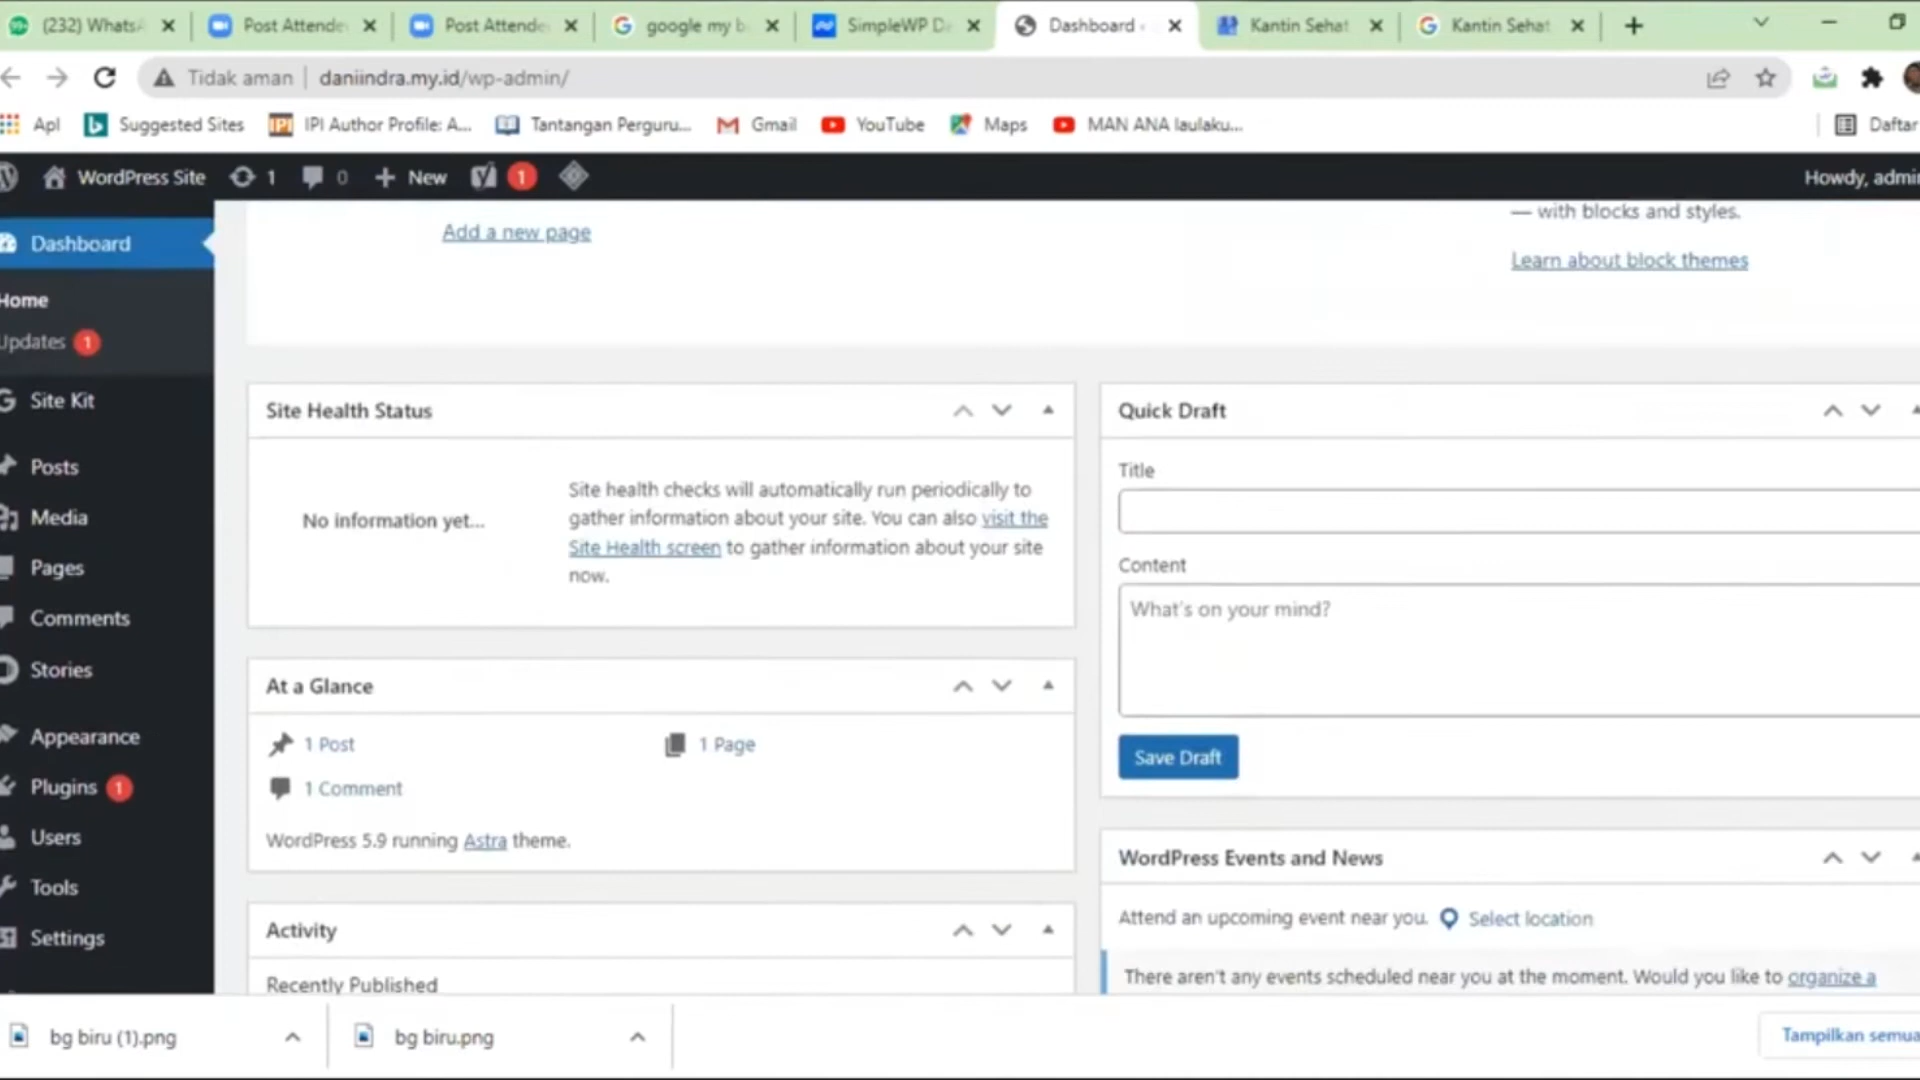 (232) WhatsA
Post Attende
Post Attende
google my b
SimpleWP D
Dashboard
Kantin Sehat
Kantin Sehat
Tidak aman | daniindra.my.id/wp-admin/
Apl
Suggested Sites
IPI Author Profile: A...
Tantangan Perguru...
Gmail
YouTube
Maps
MAN ANA laulaku...
Daftar
WordPress Site
1
0
New
1
Howdy, admin
Dashboard
Home
Updates 1
Site Kit
Posts
Media
Pages
Comments
Stories
Appearance
Plugins 1
Users
Tools
Settings
Add a new page
— with blocks and styles.
Learn about block themes
Site Health Status
No information yet...
Site health checks will automatically run periodically to
gather information about your site. You can also visit the
Site Health screen to gather information about your site
now.
At a Glance
1 Post
1 Page
1 Comment
WordPress 5.9 running Astra theme.
Activity
Recently Published
Quick Draft
Title
Content
What's on your mind?
Save Draft
WordPress Events and News
Attend an upcoming event near you. Select location
There aren't any events scheduled near you at the moment. Would you like to organize a
bg biru (1).png
bg biru.png
Tampilkan semua